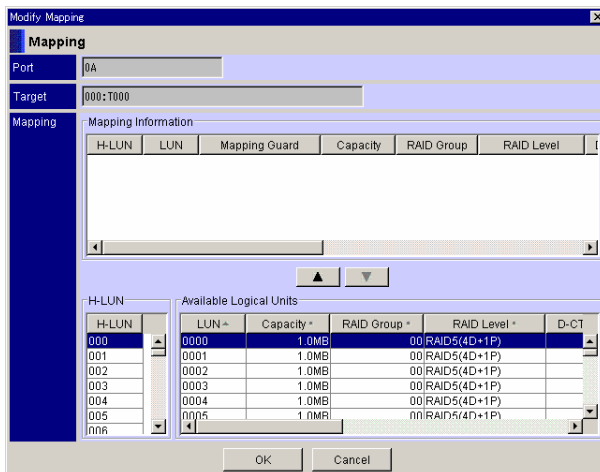 Modify Mapping
Mapping
Port 0A
Target 000:T000
Mapping Mapping Information
H-LUN LUN Mapping Guard Capacity RAID Group RAID Level
H-LUN Available Logical Units
H-LUN LUN Capacity RAID Group RAID Level D-CT
000 0000 1.0MB 00 RAID5(4D+1P)
001 0001 1.0MB 00 RAID5(4D+1P)
002 0002 1.0MB 00 RAID5(4D+1P)
003 0003 1.0MB 00 RAID5(4D+1P)
004 0004 1.0MB 00 RAID5(4D+1P)
005 0005 1.0MB 00 RAID5(4D+1P)
006
OK Cancel